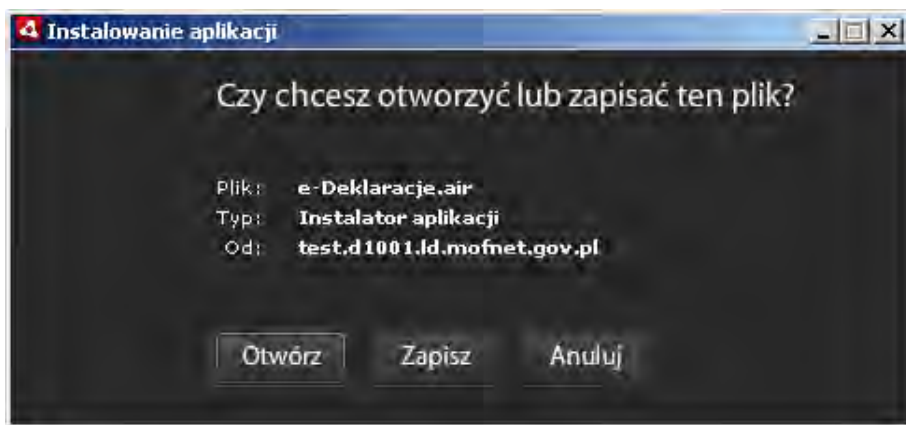 Instalowanie aplikacji
Czy chcesz otworzyć lub zapisać ten plik?
Plik: e-Deklaracje.air
Typ: Instalator aplikacji
Od: test.d1001.ld.mofnet.gov.pl
Otwórz Zapisz Anuluj